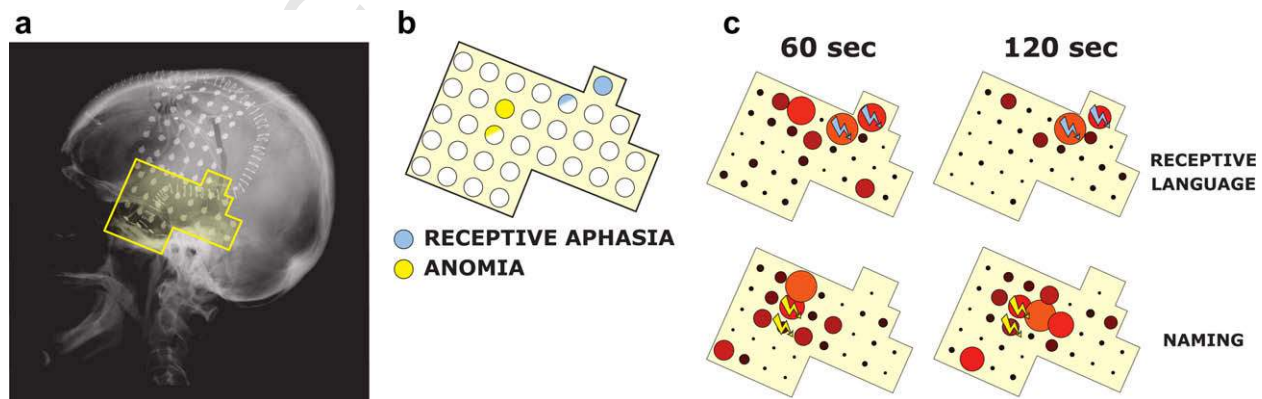 a
b
c
60 sec
120 sec
RECEPTIVE APHASIA
ANOMIA
RECEPTIVE
LANGUAGE
NAMING